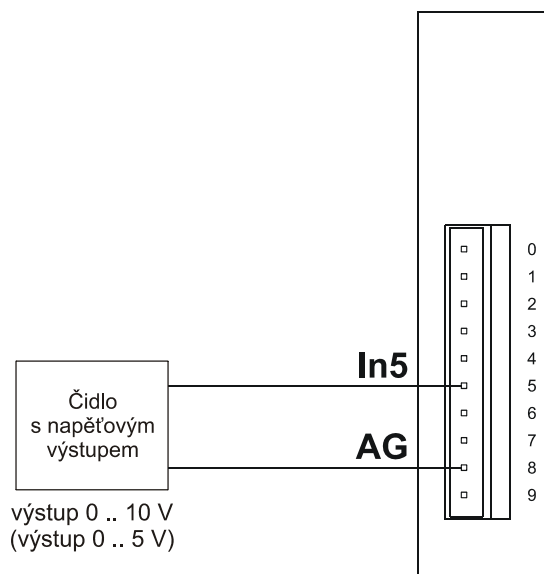 0
1
2
3
4
In5
5
Čidlo
s napěťovým
výstupem
6
7
AG
8
9
výstup 0 .. 10 V
(výstup 0 .. 5 V)